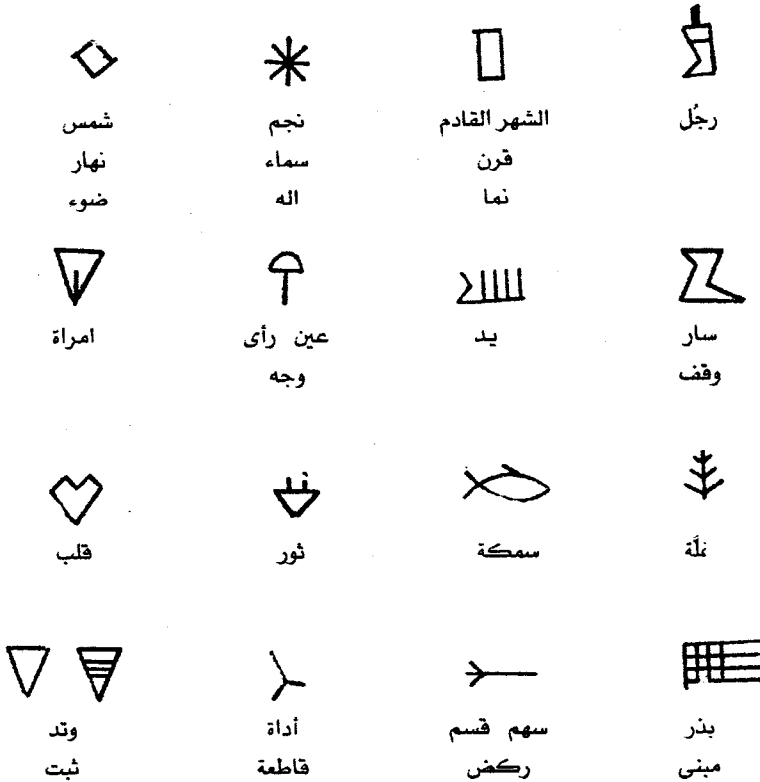 رجُل
الشهر القادم
قرن
نما
نجم
سماء
اله
شمس
نهار
ضوء
سار
وقف
يد
عين رأى
وجه
امراة
غلَّة
سمكة
ثور
قلب
بذر
مبنى
سهم قسم
ركض
أداة
قاطعة
وتد
ثبت